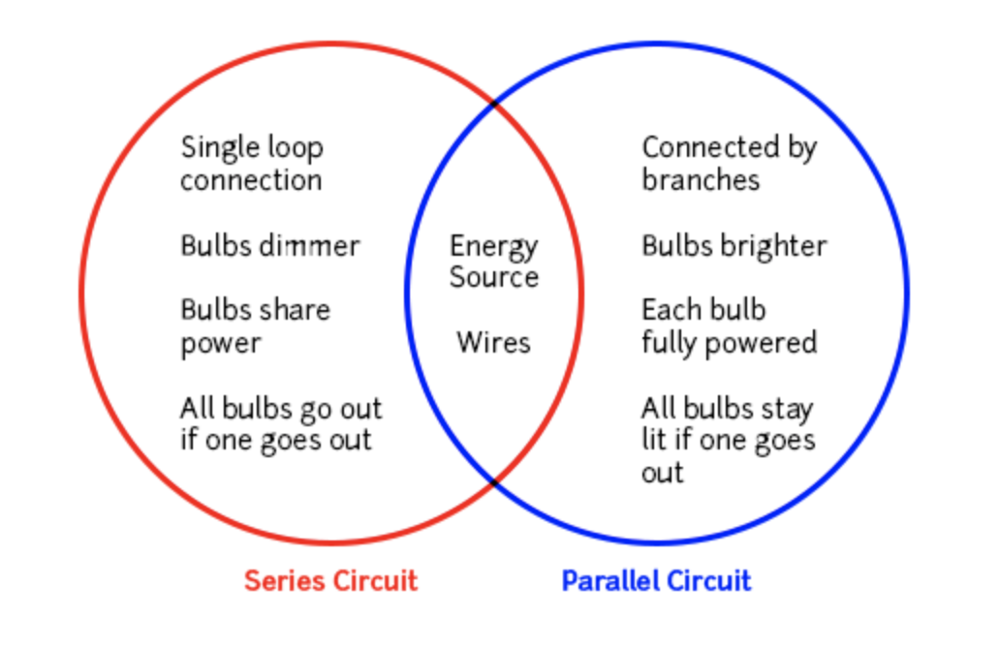 Single loop
connection
Bulbs dimmer
Bulbs share
power
All bulbs go out
if one goes out
Energy
Source
Wires
Connected by
branches
Bulbs brighter
Each bulb
fully powered
All bulbs stay
lit if one goes
out
Series Circuit
Parallel Circuit